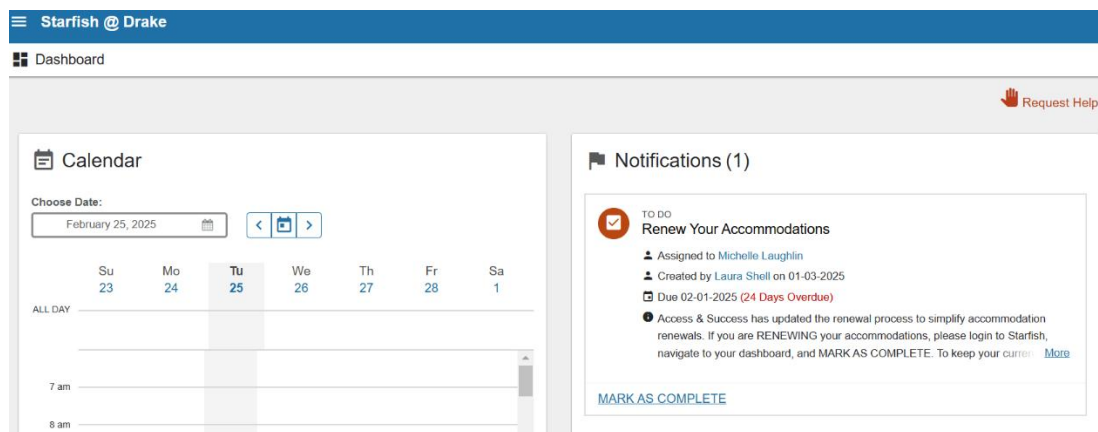 Starfish @ Drake
Dashboard
Request Help
Calendar
Choose Date:
February 25, 2025
Su Mo Tu We Th Fr Sa
23 24 25 26 27 28 1
ALL DAY
7 am
8 am
Notifications (1)
TO DO
Renew Your Accommodations
Assigned to Michelle Laughlin
Created by Laura Shell on 01-03-2025
Due 02-01-2025 (24 Days Overdue)
Access & Success has updated the renewal process to simplify accommodation
renewals. If you are RENEWING your accommodations, please login to Starfish,
navigate to your dashboard, and MARK AS COMPLETE. To keep your curren More
MARK AS COMPLETE